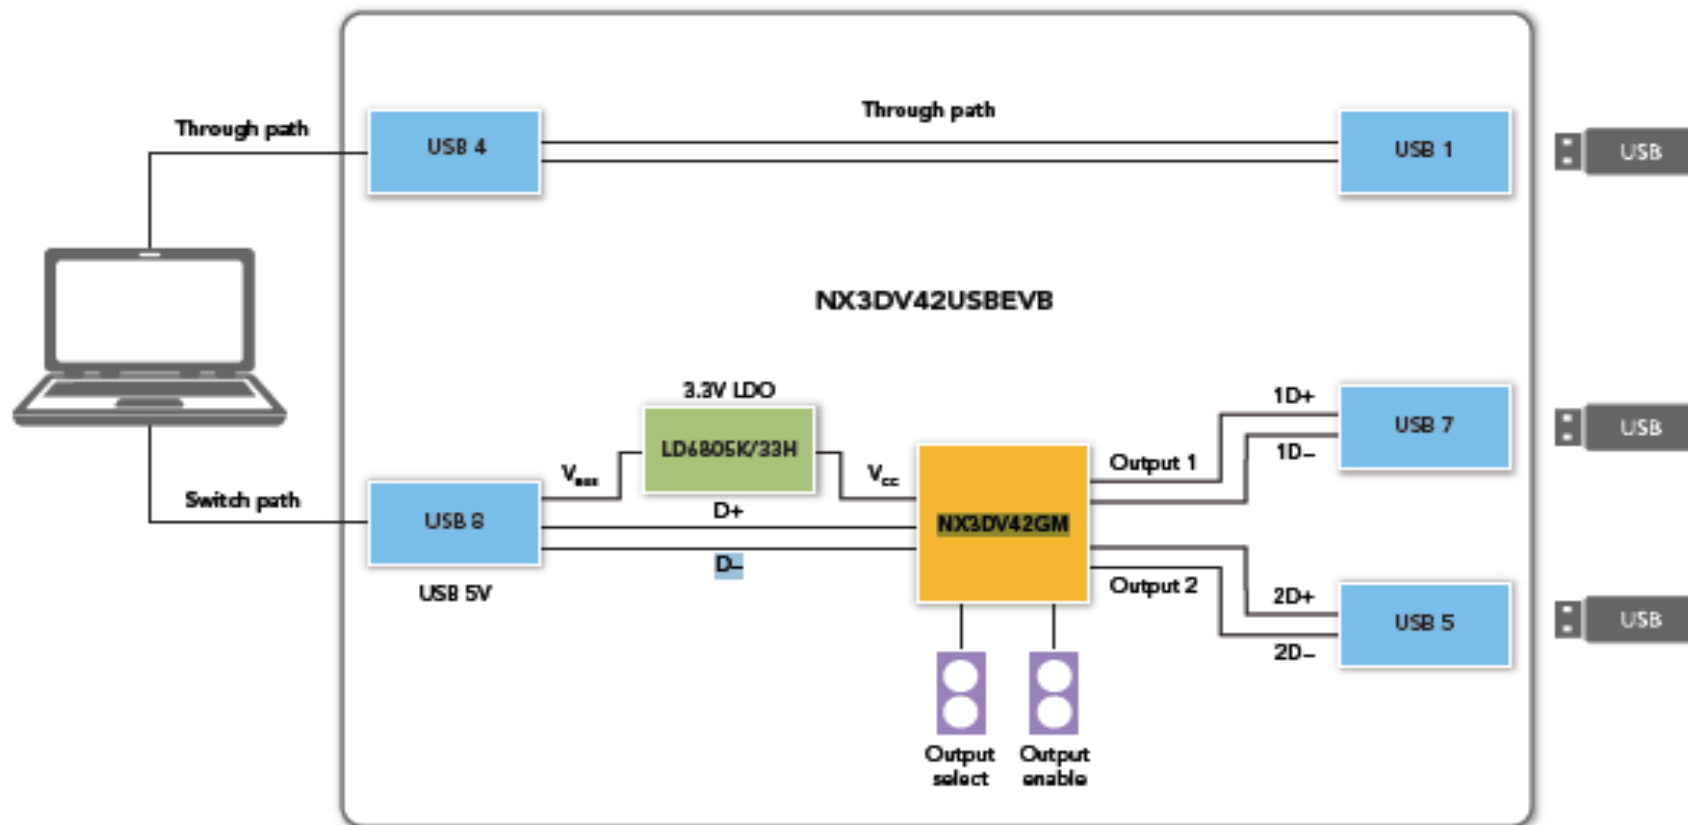 Through path
Through path
USB 4
USB 1
USB
NX3DV42USBEVB
3.3V LDO
LD6805K/33H
1D+
USB 7
USB
1D–
Output 1
VBUS
VCC
Switch path
USB 8
D+
NX3DV42GM
D–
USB 5V
Output 2
2D+
USB 5
USB
2D–
Output
select
Output
enable